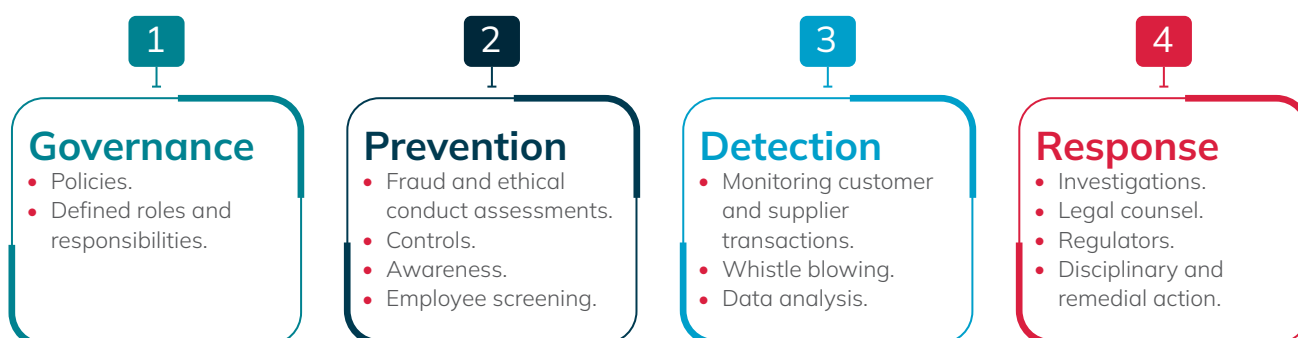 1
Governance
• Policies.
• Defined roles and
responsibilities.
2
Prevention
• Fraud and ethical
conduct assessments.
• Controls.
• Awareness.
• Employee screening.
3
Detection
• Monitoring customer
and supplier
transactions.
• Whistle blowing.
• Data analysis.
4
Response
• Investigations.
• Legal counsel.
• Regulators.
• Disciplinary and
remedial action.